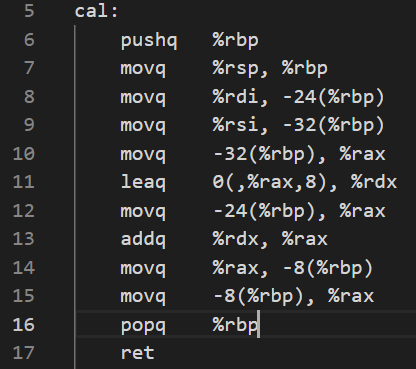 5 cal:
6 pushq %rbp
7 movq %rsp, %rbp
8 movq %rdi, -24(%rbp)
9 movq %rsi, -32(%rbp)
10 movq -32(%rbp), %rax
11 leaq 0(,%rax,8), %rdx
12 movq -24(%rbp), %rax
13 addq %rdx, %rax
14 movq %rax, -8(%rbp)
15 movq -8(%rbp), %rax
16 popq %rbp
17 ret